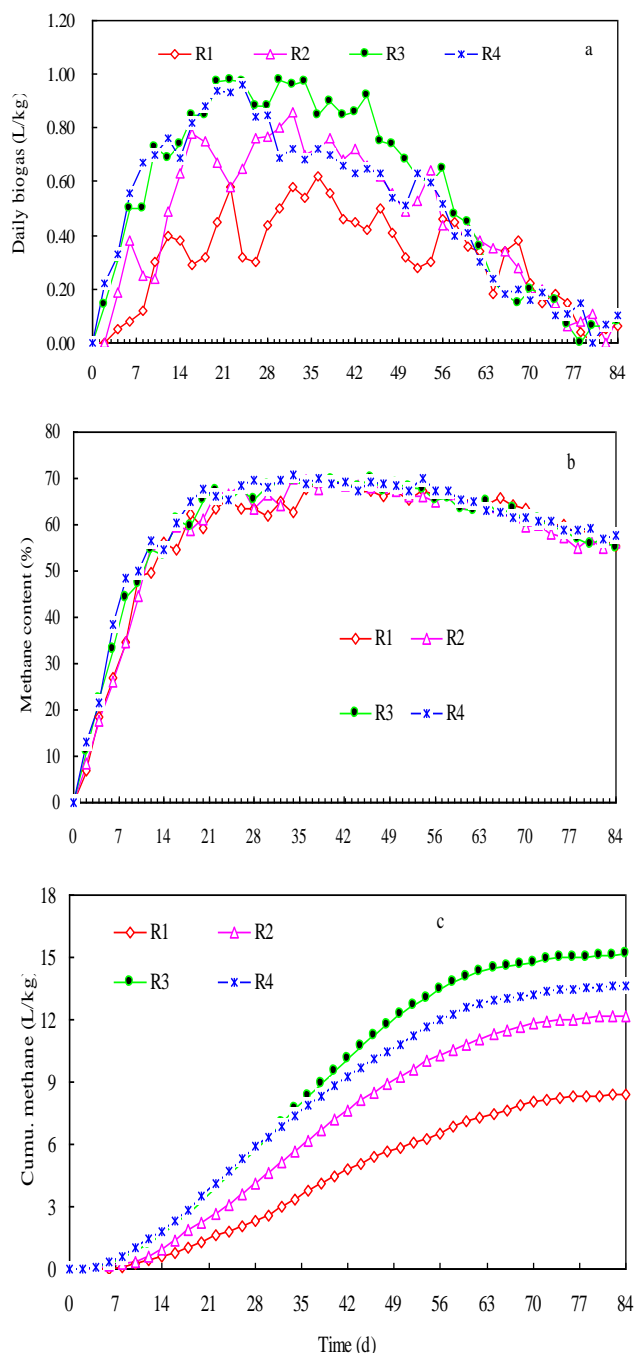 R1 R2 R3 R4 a
Daily biogas (L/kg)
1.00
0.80
0.60
0.40
0.20
0.00
0 7 14 21 28 35 42 49 56 63 70 77 84
Methane content (%)
80
70
60
50
40
30
20
10
0
b
R1 R2
R3 R4
0 7 14 21 28 35 42 49 56 63 70 77 84
Cumu. methane (L/kg)
18
15
12
9
6
3
0
c
R1 R2
R3 R4
0 7 14 21 28 35 42 49 56 63 70 77 84
Time (d)